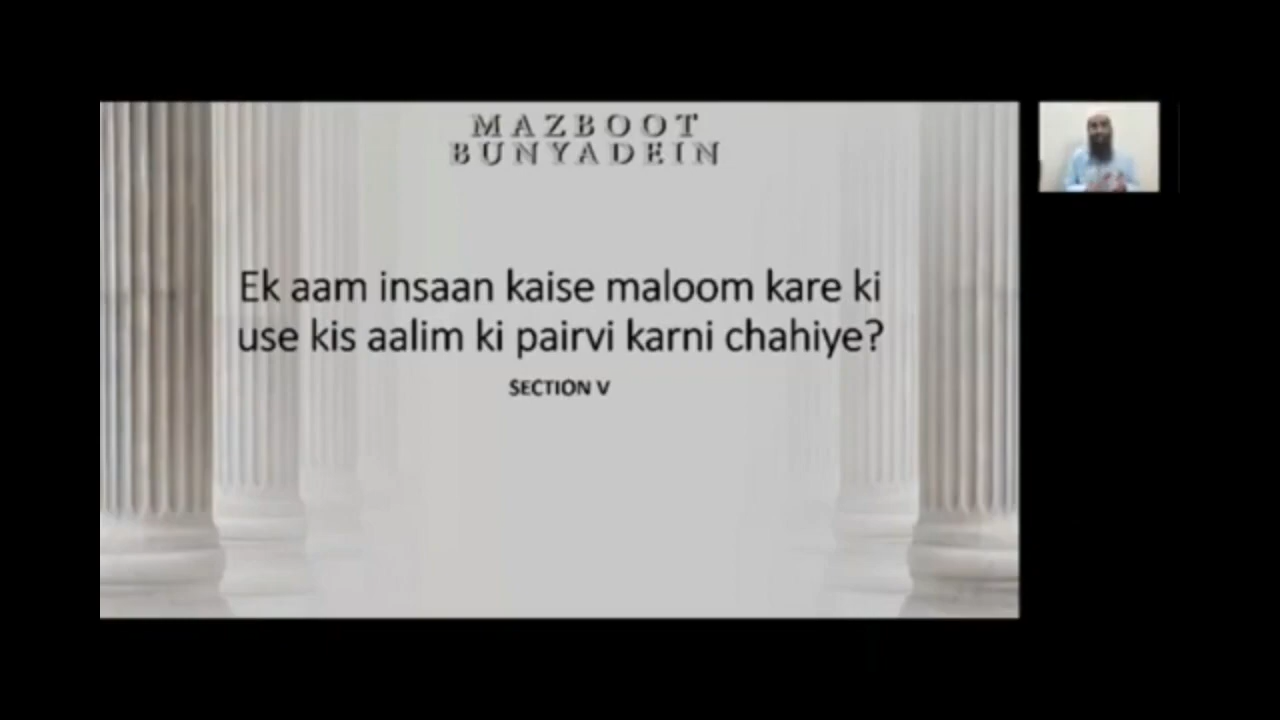 MAZBOOT
BUNYADEIN
Ek aam insaan kaise maloom kare ki
use kis aalim ki pairvi karni chahiye?
SECTION V